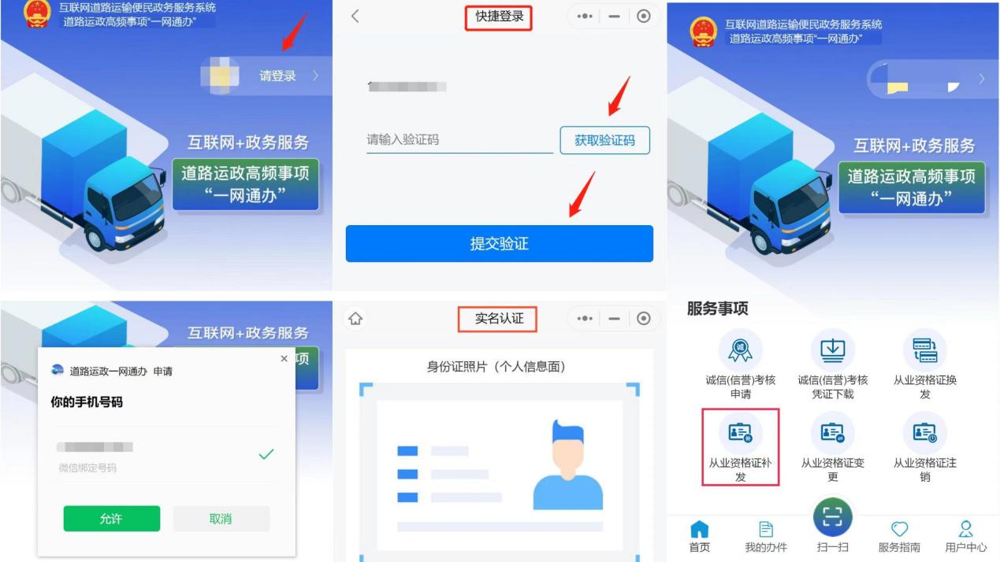 互联网道路运输便民政务服务系统
道路运政高频事项“一网通办”
请登录
互联网+政务服务
道路运政高频事项
“一网通办”
互联网+政务服务
项
道路运政一网通办 申请
你的手机号码
微信绑定号码
允许
取消
快捷登录
请输入验证码
获取验证码
提交验证
实名认证
身份证照片（个人信息面）
互联网道路运输便民政务服务系统
道路运政高频事项“一网通办”
互联网+政务服务
道路运政高频事项
“一网通办”
服务事项
诚
诚信(信誉)考核
申请
诚信(信誉)考核
凭证下载
从业资格证换
发
从业资格证补
发
从业资格证变
更
从业资格证注
销
首页
我的办件
扫一扫
服务指南
用户中心